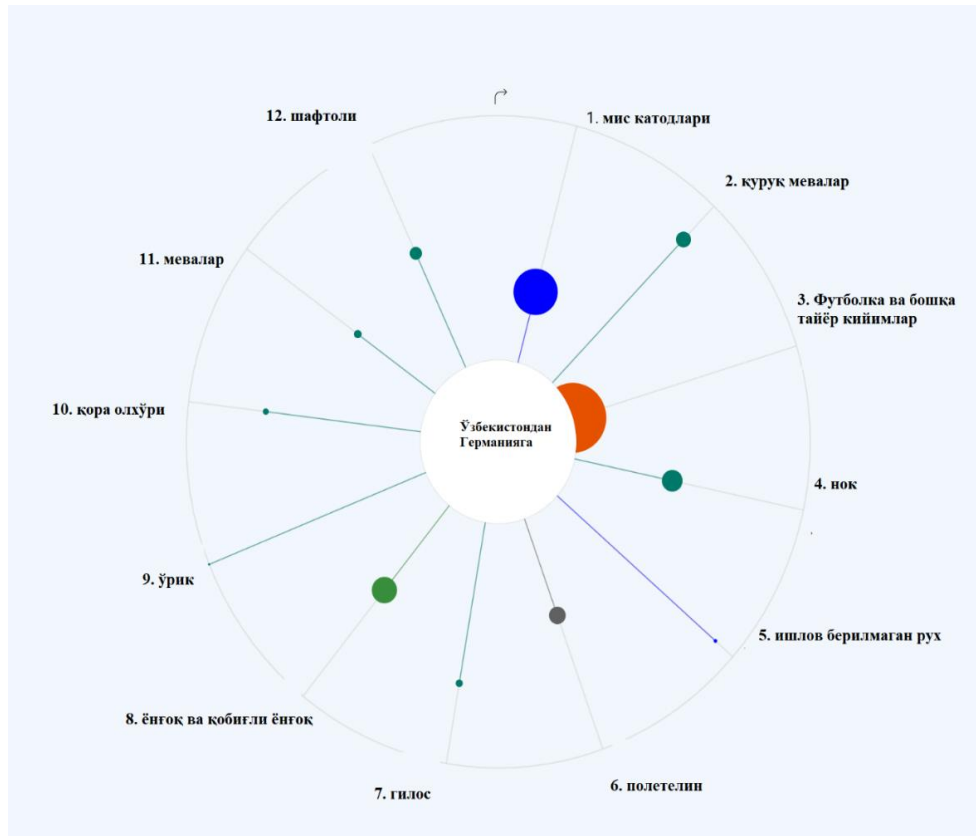 12. шафтоли
1. мис катодлари
2. қуруқ мевалар
11. мевалар
3. Футболка ва бошқа
тайёр кийимлар
10. қора олхўри
Ўзбекистондан
Германияга
4. нок
9. ўрик
5. ишлов берилмаган рух
8. ёнғоқ ва қобиғли ёнғоқ
7. гилос
6. полетелин